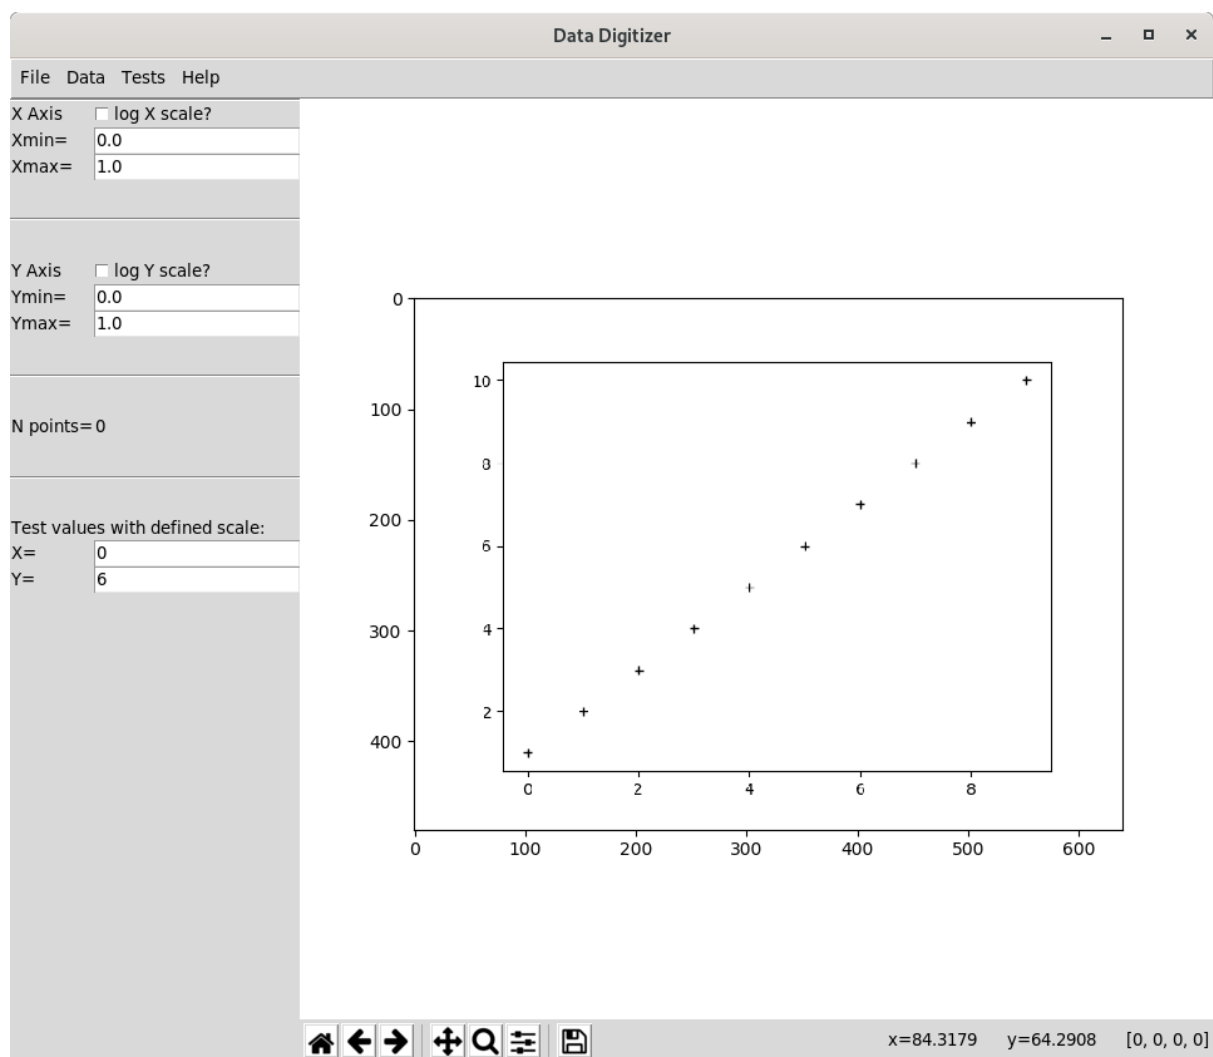 Data Digitizer
File Data Tests Help
X Axis log X scale?
Xmin= 0.0
Xmax= 1.0
Y Axis log Y scale?
Ymin= 0.0
Ymax= 1.0
N points= 0
Test values with defined scale:
X= 0
Y= 6
0
100
200
300
400
10
8
6
4
2
0 2 4 6 8
0 100 200 300 400 500 600
x=84.3179 y=64.2908 [0, 0, 0, 0]